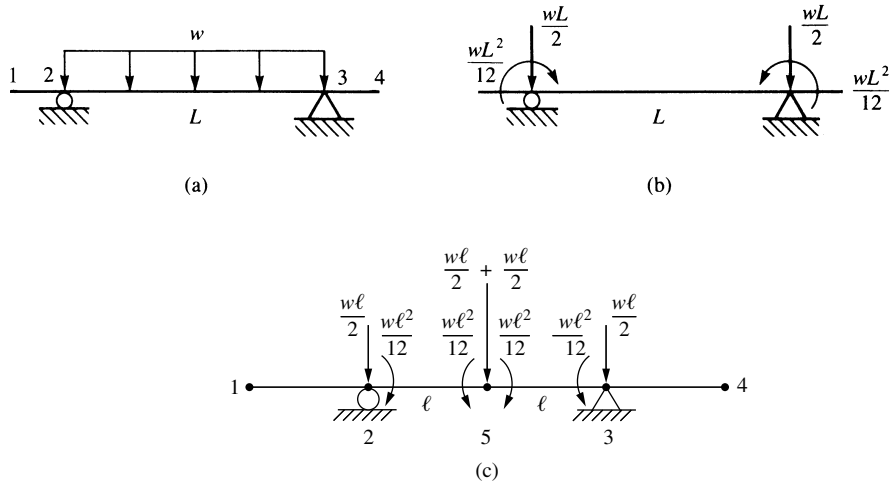 w
1 2 3 4
L
(a)
wL/2 wL/2
wL²/12 wL²/12
L
(b)
wℓ/2 + wℓ/2
wℓ/2 wℓ²/12 wℓ²/12 wℓ²/12 wℓ²/12 wℓ/2
1 4
ℓ ℓ
2 5 3
(c)